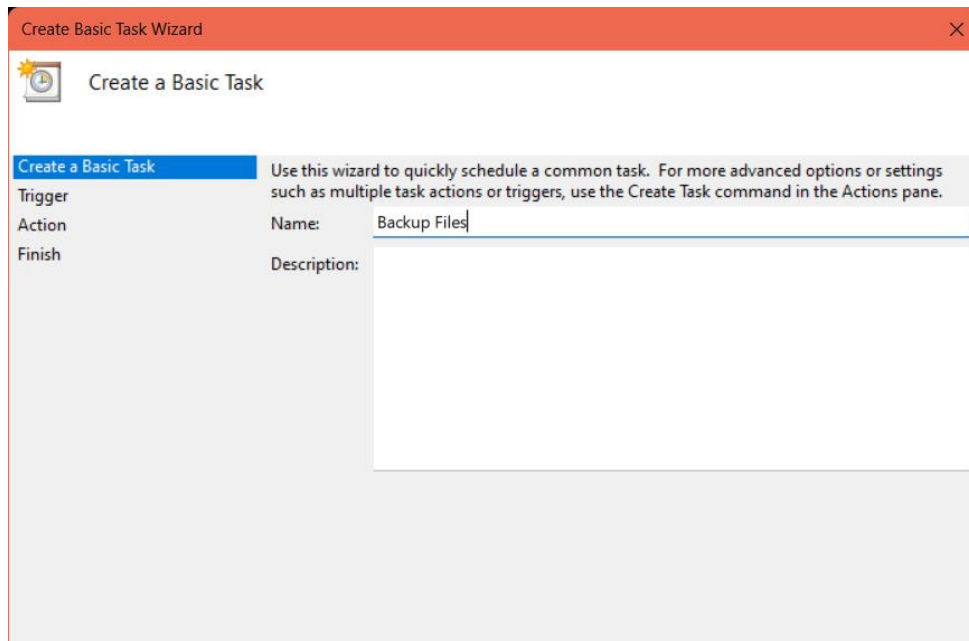 Create Basic Task Wizard
Create a Basic Task
Create a Basic Task
Trigger
Action
Finish
Use this wizard to quickly schedule a common task.  For more advanced options or settings
such as multiple task actions or triggers, use the Create Task command in the Actions pane.
Name:
Backup Files
Description: